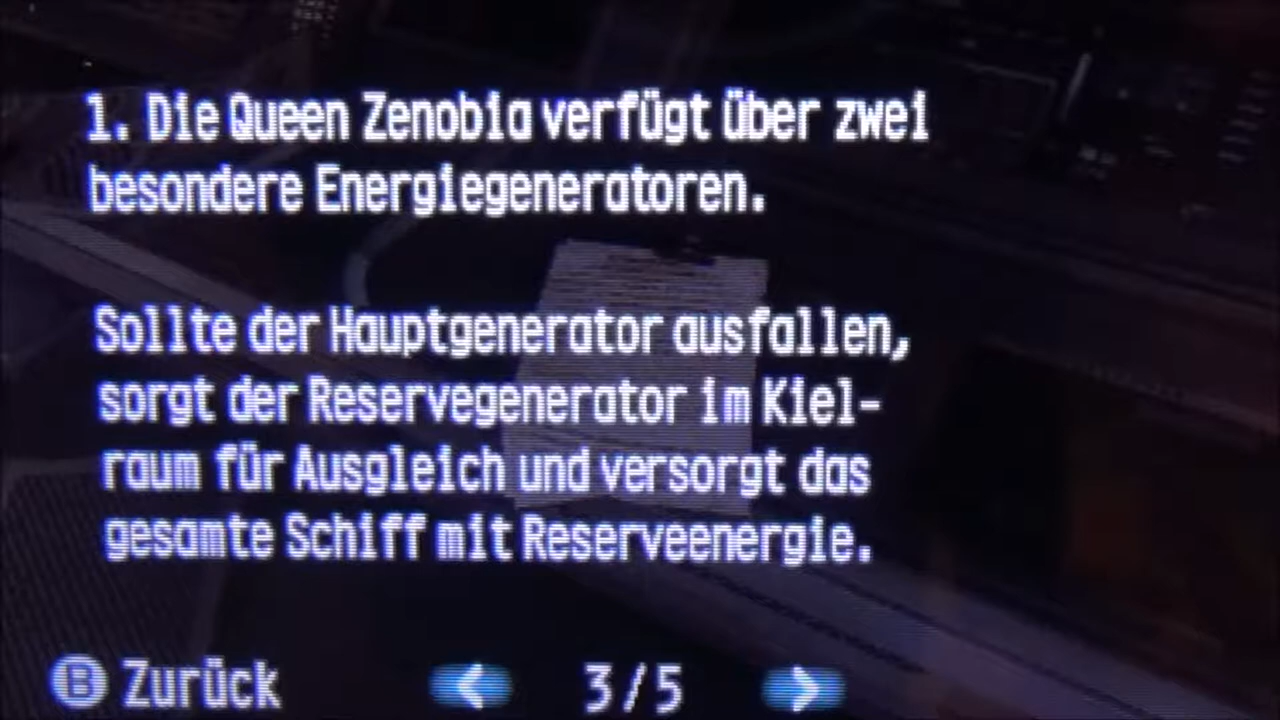 1. Die Queen Zenobia verfügt über zwei
besondere Energiegeneratoren.
Sollte der Hauptgenerator ausfallen,
sorgt der Reservegenerator im Kiel-
raum für Ausgleich und versorgt das
gesamte Schiff mit Reserveenergie.
B Zurück 3/5